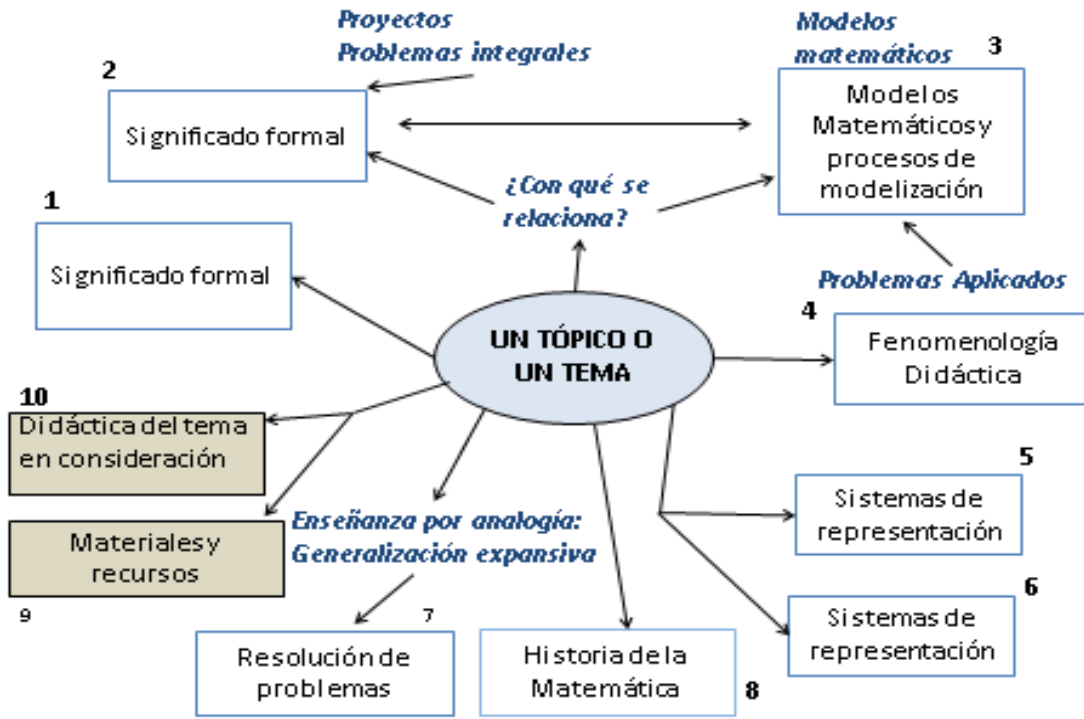 Proyectos
Problemas integrales
Modelos
matemáticos
3
2
Significado formal
Modelos
Matemáticos y
procesos de
modelización
¿Con qué se
relaciona?
1
Significado formal
Problemas Aplicados
4
Fenomenología
Didáctica
UN TÓPICO O
UN TEMA
10
Didáctica del tema
en consideración
5
Sistemas de
representación
Enseñanza por analogía:
Generalización expansiva
Materiales y
recursos
9
6
Sistemas de
representación
7
Resolución de
problemas
Historia de la
Matemática
8